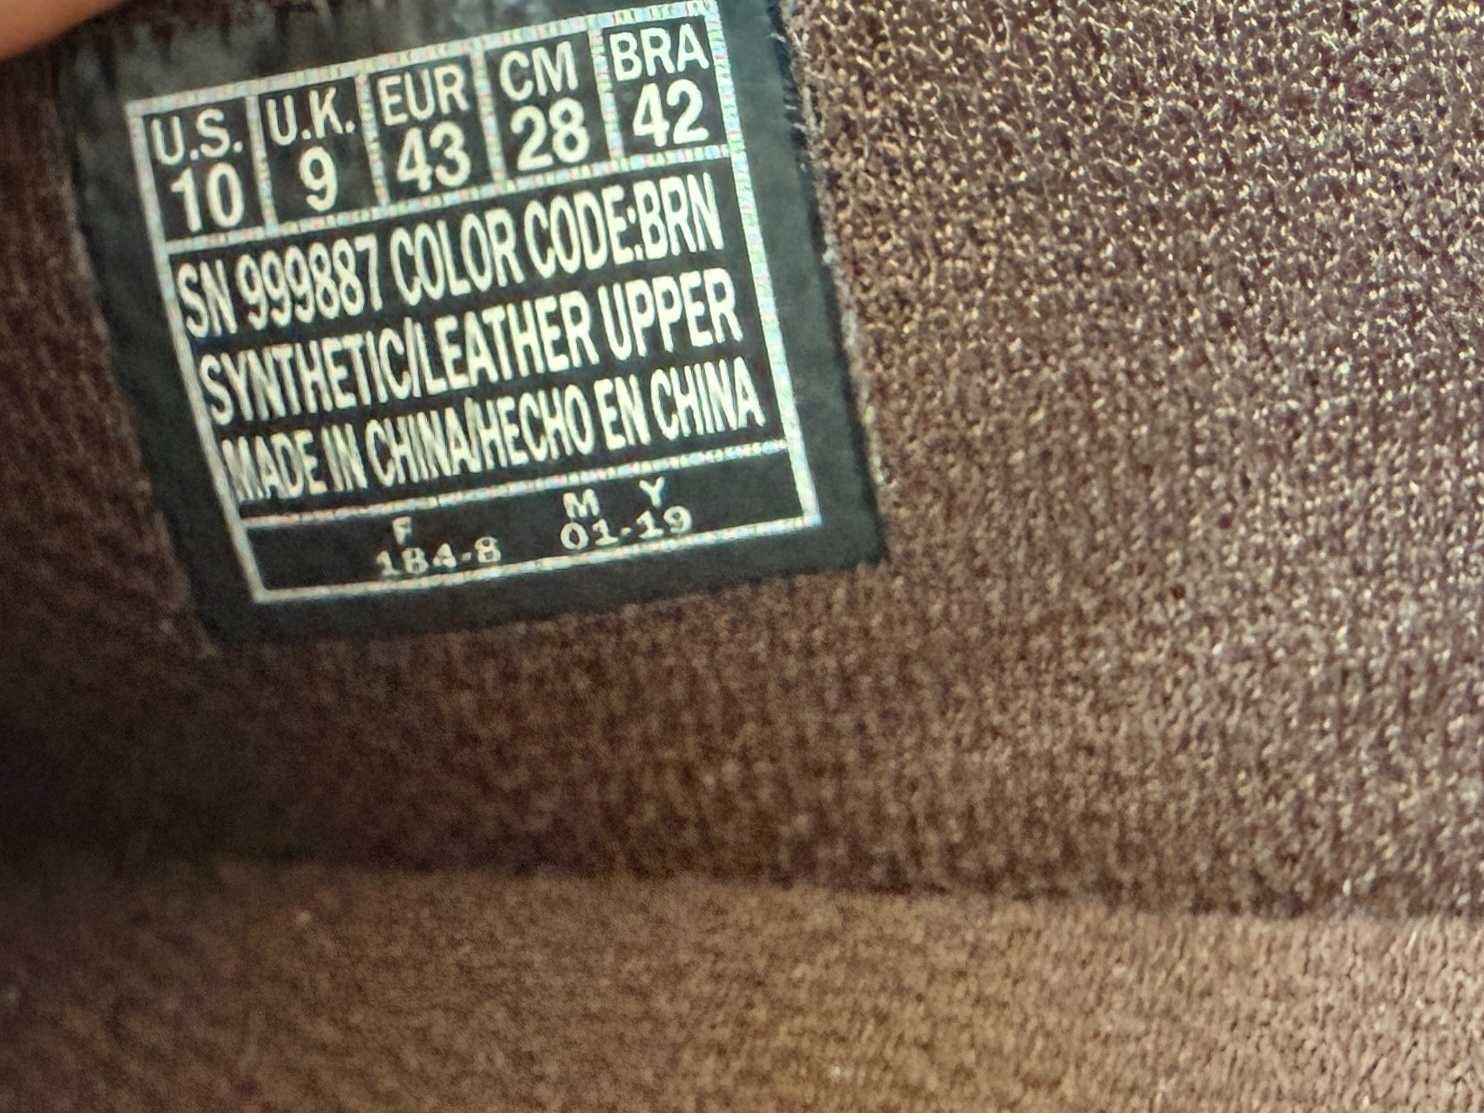 U.S. U.K. EUR CM BRA
10 9 43 28 42
SN 999887 COLOR CODE:BRN
SYNTHETIC/LEATHER UPPER
MADE IN CHINA/HECHO EN CHINA
F M Y
184-8 01-19